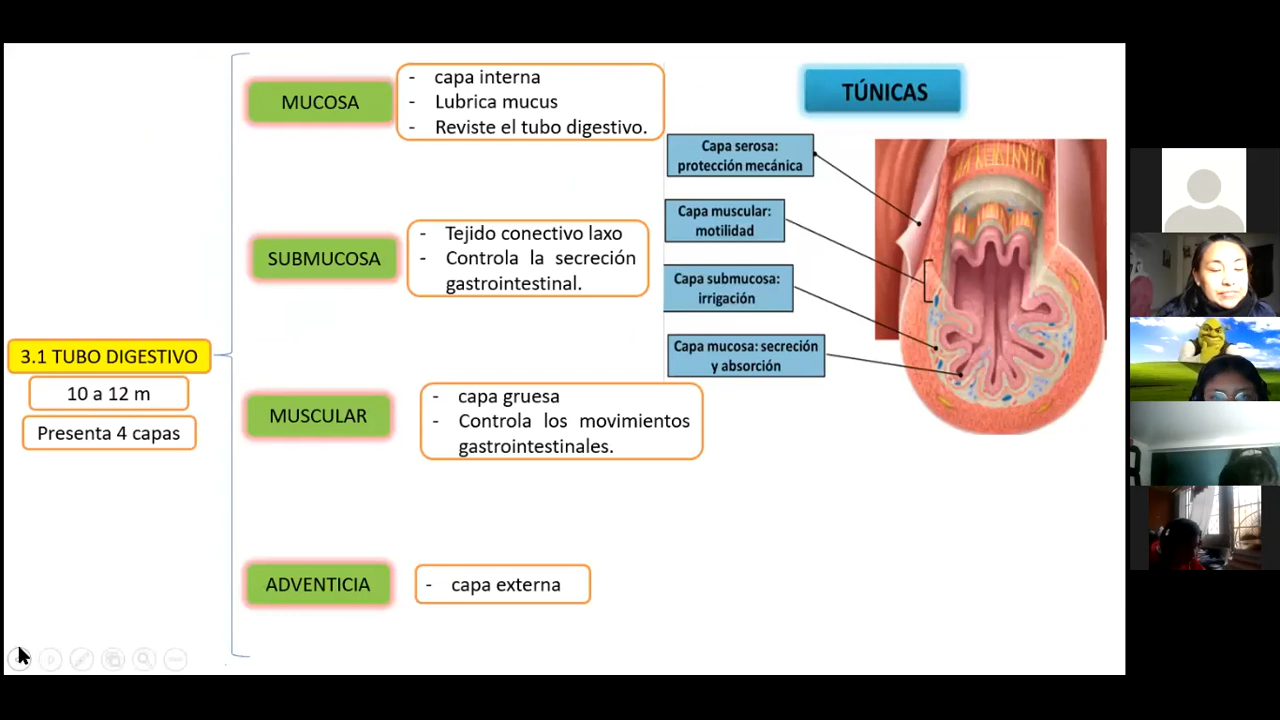 3.1 TUBO DIGESTIVO
10 a 12 m
Presenta 4 capas
MUCOSA
- capa interna
- Lubrica mucus
- Reviste el tubo digestivo.
SUBMUCOSA
- Tejido conectivo laxo
- Controla la secreción
gastrointestinal.
MUSCULAR
- capa gruesa
- Controla los movimientos
gastrointestinales.
ADVENTICIA
- capa externa
TÚNICAS
Capa serosa:
protección mecánica
Capa muscular:
motilidad
Capa submucosa:
irrigación
Capa mucosa: secreción
y absorción